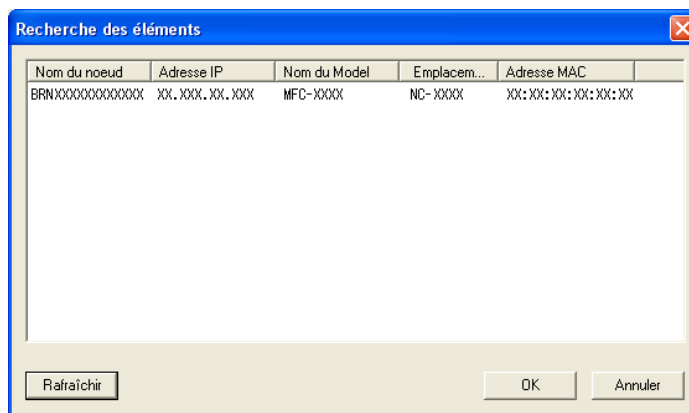 Recherche des éléments
Nom du noeud Adresse IP Nom du Model Emplacem... Adresse MAC
BRNXXXXXXXXXXXX XX.XXX.XX.XXX MFC-XXXX NC-XXXX XX:XX:XX:XX:XX:XX
Rafraîchir OK Annuler